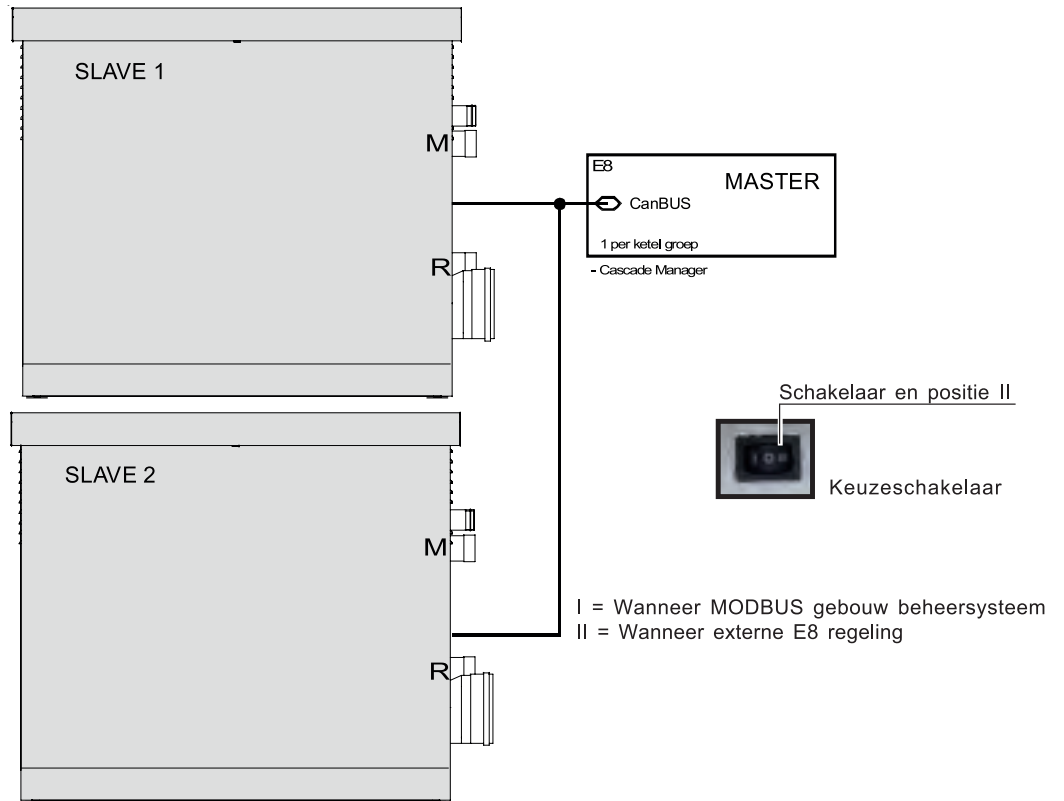 SLAVE 1
M
R
E8
MASTER
CanBUS
1 per ketel groep
- Cascade Manager
Schakelaar en positie II
Keuzeschakelaar
SLAVE 2
M
R
I = Wanneer MODBUS gebouw beheersysteem
II = Wanneer externe E8 regeling